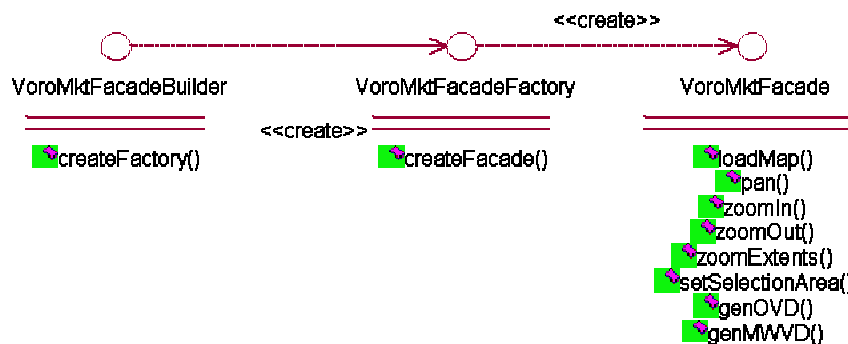 <<create>>
VoroMktFacadeBuilder
VoroMktFacadeFactory
VoroMktFacade
<<create>>
createFactory()
createFacade()
loadMap()
pan()
zoomIn()
zoomOut()
zoomExtents()
setSelectionArea()
genOVD()
genMWVD()